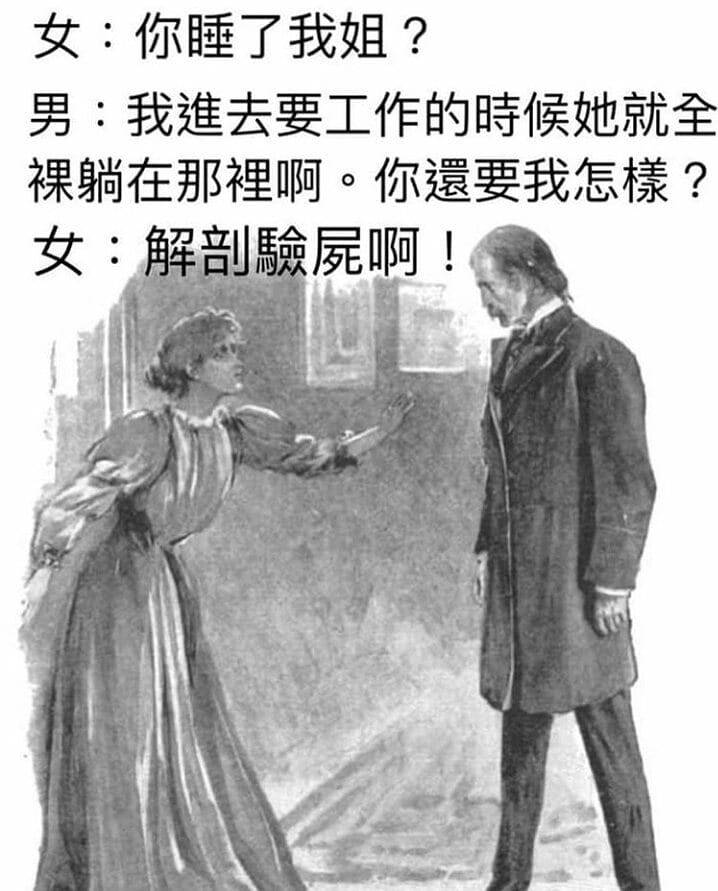 女：你睡了我姐？
男：我進去要工作的時候她就全
裸躺在那裡啊。你還要我怎樣？
女：解剖驗屍啊！